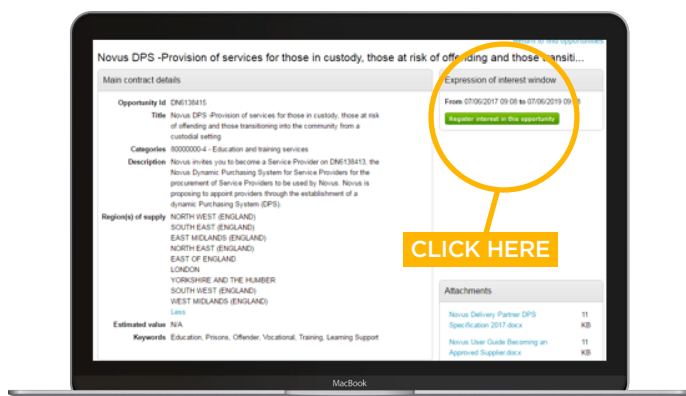 Return to find opportunities
Novus DPS -Provision of services for those in custody, those at risk of offending and those transiti...
Main contract details
Opportunity Id DN6138415
Title Novus DPS -Provision of services for those in custody, those at risk
of offending and those transitioning into the community from a
custodial setting
Categories 80000000-4 - Education and training services
Description Novus invites you to become a Service Provider on DN6138413, the
Novus Dynamic Purchasing System for Service Providers for the
procurement of Service Providers to be used by Novus. Novus is
proposing to appoint providers through the establishment of a
dynamic Purchasing System (DPS).
Region(s) of supply NORTH WEST (ENGLAND)
SOUTH EAST (ENGLAND)
EAST MIDLANDS (ENGLAND)
NORTH EAST (ENGLAND)
EAST OF ENGLAND
LONDON
YORKSHIRE AND THE HUMBER
SOUTH WEST (ENGLAND)
WEST MIDLANDS (ENGLAND)
Less
Estimated value N/A
Keywords Education, Prisons, Offender, Vocational, Training, Learning Support
Expression of interest window
From 07/06/2017 09:08 to 07/06/2019
Register interest in this opportunity
CLICK HERE
Attachments
Novus Delivery Partner DPS 11
Specification 2017.docx KB
Novus User Guide Becoming an 11
Approved Supplier.docx KB
MacBook